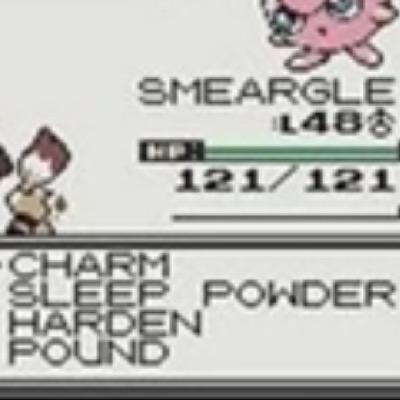 SMEARGLE
:L48♂
HP
121/121
CHARM
SLEEP POWDER
HARDEN
POUND